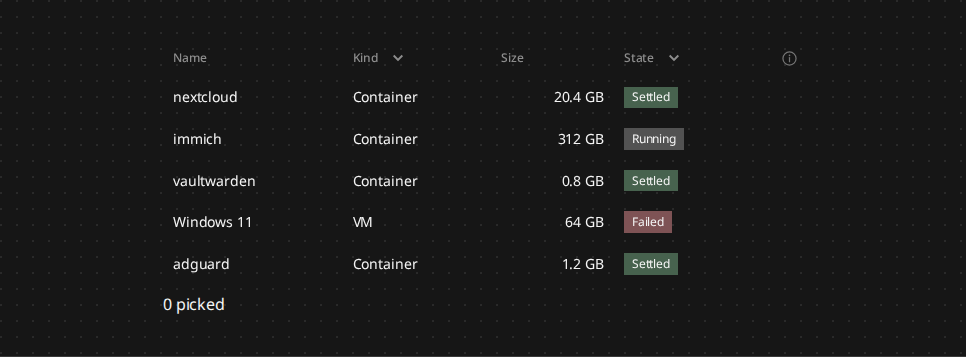 Name Kind Size State
nextcloud Container 20.4 GB Settled
immich Container 312 GB Running
vaultwarden Container 0.8 GB Settled
Windows 11 VM 64 GB Failed
adguard Container 1.2 GB Settled
0 picked